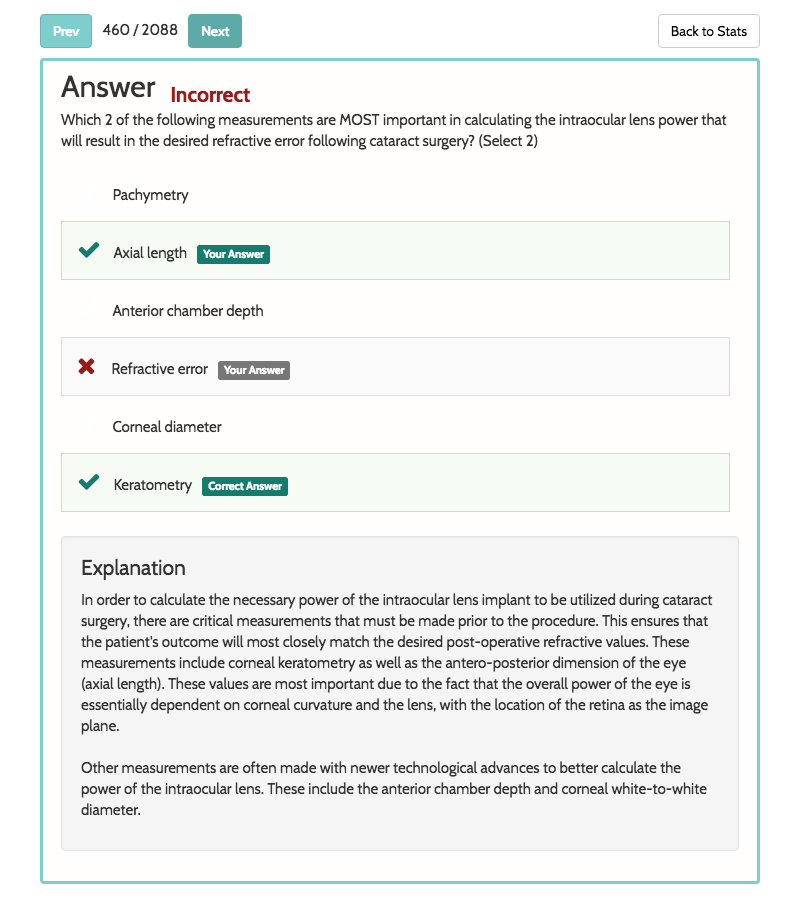 Prev 460 / 2088 Next Back to Stats
Answer Incorrect
Which 2 of the following measurements are MOST important in calculating the intraocular lens power that
will result in the desired refractive error following cataract surgery? (Select 2)
Pachymetry
Axial length Your Answer
Anterior chamber depth
Refractive error Your Answer
Corneal diameter
Keratometry Correct Answer
Explanation
In order to calculate the necessary power of the intraocular lens implant to be utilized during cataract
surgery, there are critical measurements that must be made prior to the procedure. This ensures that
the patient's outcome will most closely match the desired post-operative refractive values. These
measurements include corneal keratometry as well as the antero-posterior dimension of the eye
(axial length). These values are most important due to the fact that the overall power of the eye is
essentially dependent on corneal curvature and the lens, with the location of the retina as the image
plane.
Other measurements are often made with newer technological advances to better calculate the
power of the intraocular lens. These include the anterior chamber depth and corneal white-to-white
diameter.